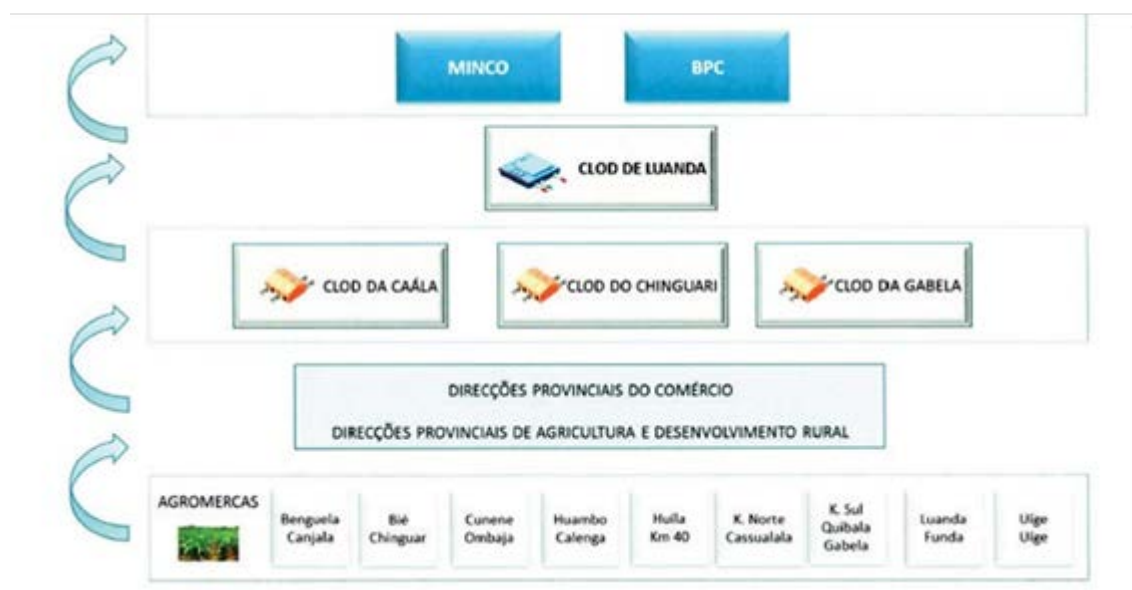 MINCO
BPC
CLOD DE LUANDA
CLOD DA CAÁLA
CLOD DO CHINGUARI
CLOD DA GABELA
DIRECÇÕES PROVINCIAIS DO COMÉRCIO
DIRECÇÕES PROVINCIAIS DE AGRICULTURA E DESENVOLVIMENTO RURAL
AGROMERCAS
Benguela
Canjala
Bié
Chinguar
Cunene
Ombaja
Huambo
Calenga
Huíla
Km 40
K. Norte
Cassualala
K. Sul
Quibala
Gabela
Luanda
Funda
Uíge
Uíge